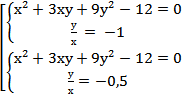 x² + 3xy + 9y² − 12 = 0
y/x = −1
x² + 3xy + 9y² − 12 = 0
y/x = −0,5